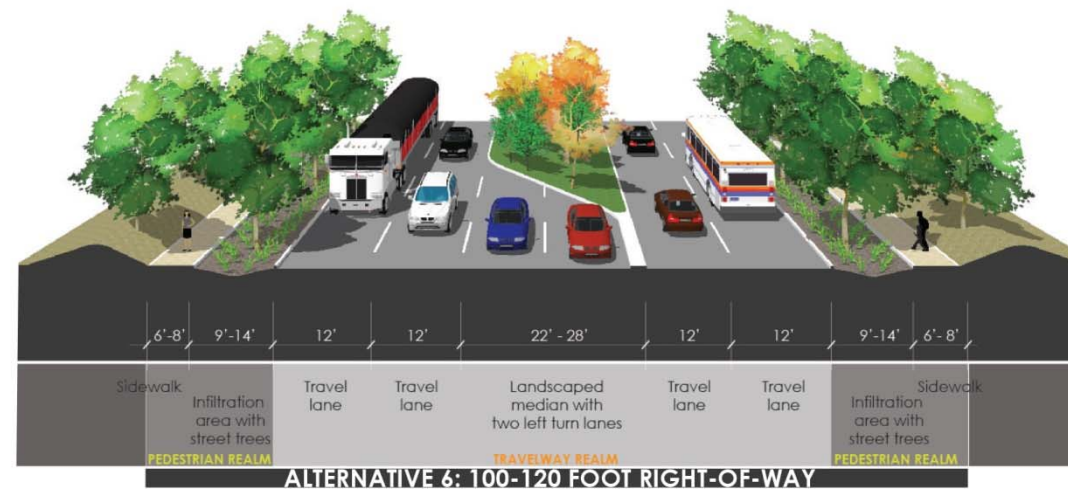 6'-8' 9'-14' 12' 12' 22' - 28' 12' 12' 9'-14' 6'- 8'
Sidewalk
Infiltration
area with
street trees
Travel
lane
Travel
lane
Landscaped
median with
two left turn lanes
Travel
lane
Travel
lane
Infiltration
area with
street trees
Sidewalk
PEDESTRIAN REALM TRAVELWAY REALM PEDESTRIAN REALM
ALTERNATIVE 6: 100-120 FOOT RIGHT-OF-WAY